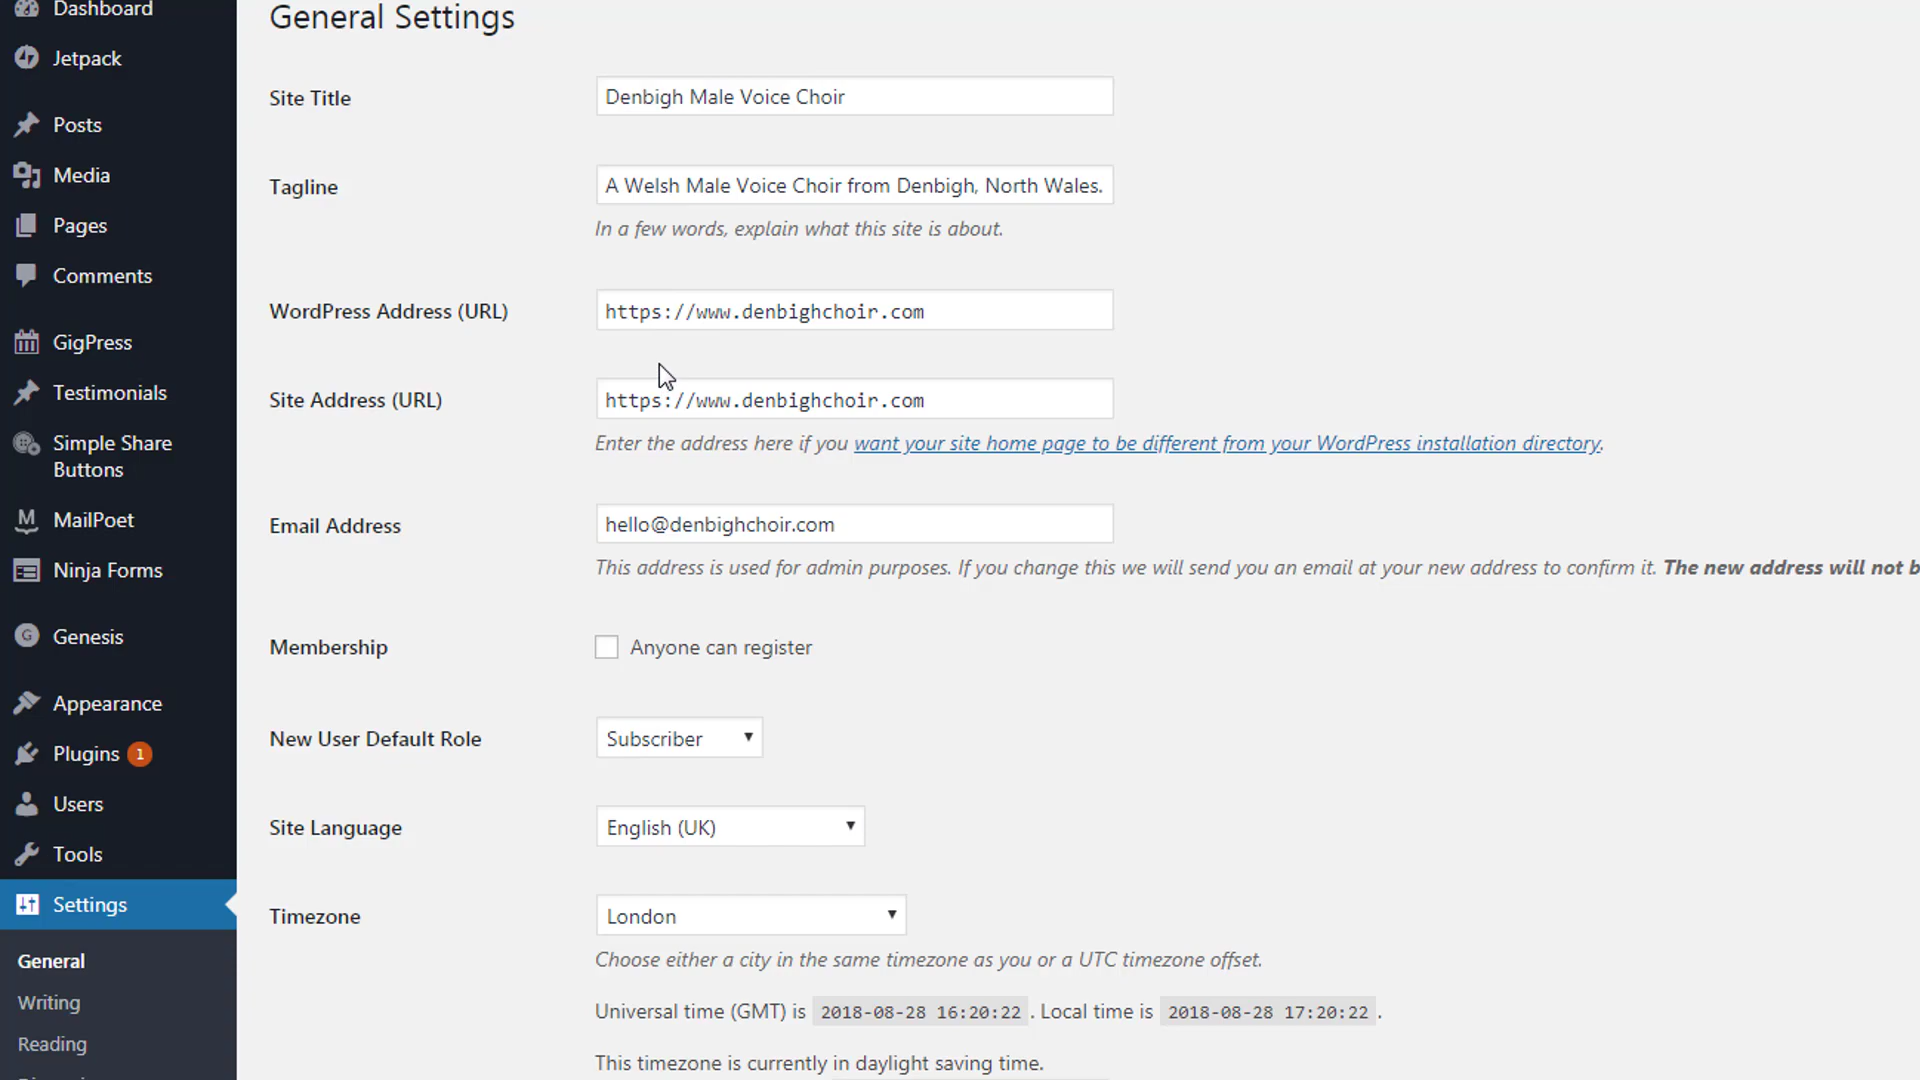 Dashboard
Jetpack
Posts
Media
Pages
Comments
GigPress
Testimonials
Simple Share
Buttons
MailPoet
Ninja Forms
Genesis
Appearance
Plugins 1
Users
Tools
Settings
General
Writing
Reading
General Settings
Site Title
Denbigh Male Voice Choir
Tagline
A Welsh Male Voice Choir from Denbigh, North Wales.
In a few words, explain what this site is about.
WordPress Address (URL)
https://www.denbighchoir.com
Site Address (URL)
https://www.denbighchoir.com
Enter the address here if you want your site home page to be different from your WordPress installation directory.
Email Address
hello@denbighchoir.com
This address is used for admin purposes. If you change this we will send you an email at your new address to confirm it. The new address will not b
Membership
Anyone can register
New User Default Role
Subscriber
Site Language
English (UK)
Timezone
London
Choose either a city in the same timezone as you or a UTC timezone offset.
Universal time (GMT) is 2018-08-28 16:20:22 . Local time is 2018-08-28 17:20:22 .
This timezone is currently in daylight saving time.